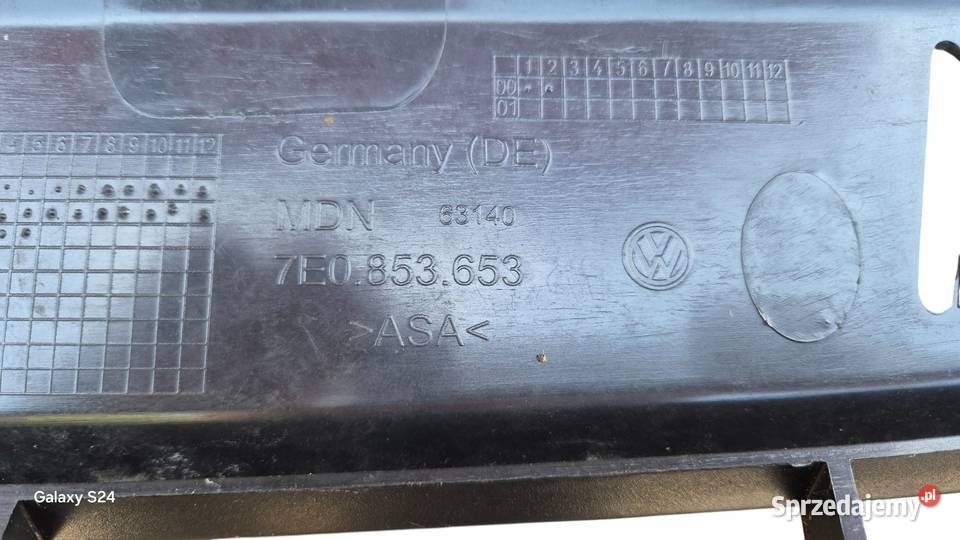 1 2 3 4 5 6 7 8 9 10 11 12
00
01
4 5 6 7 8 9 10 11 12
Germany (DE)
MDN 63140
7E0.853.653
>ASA<
Galaxy S24
Sprzedajemy.pl